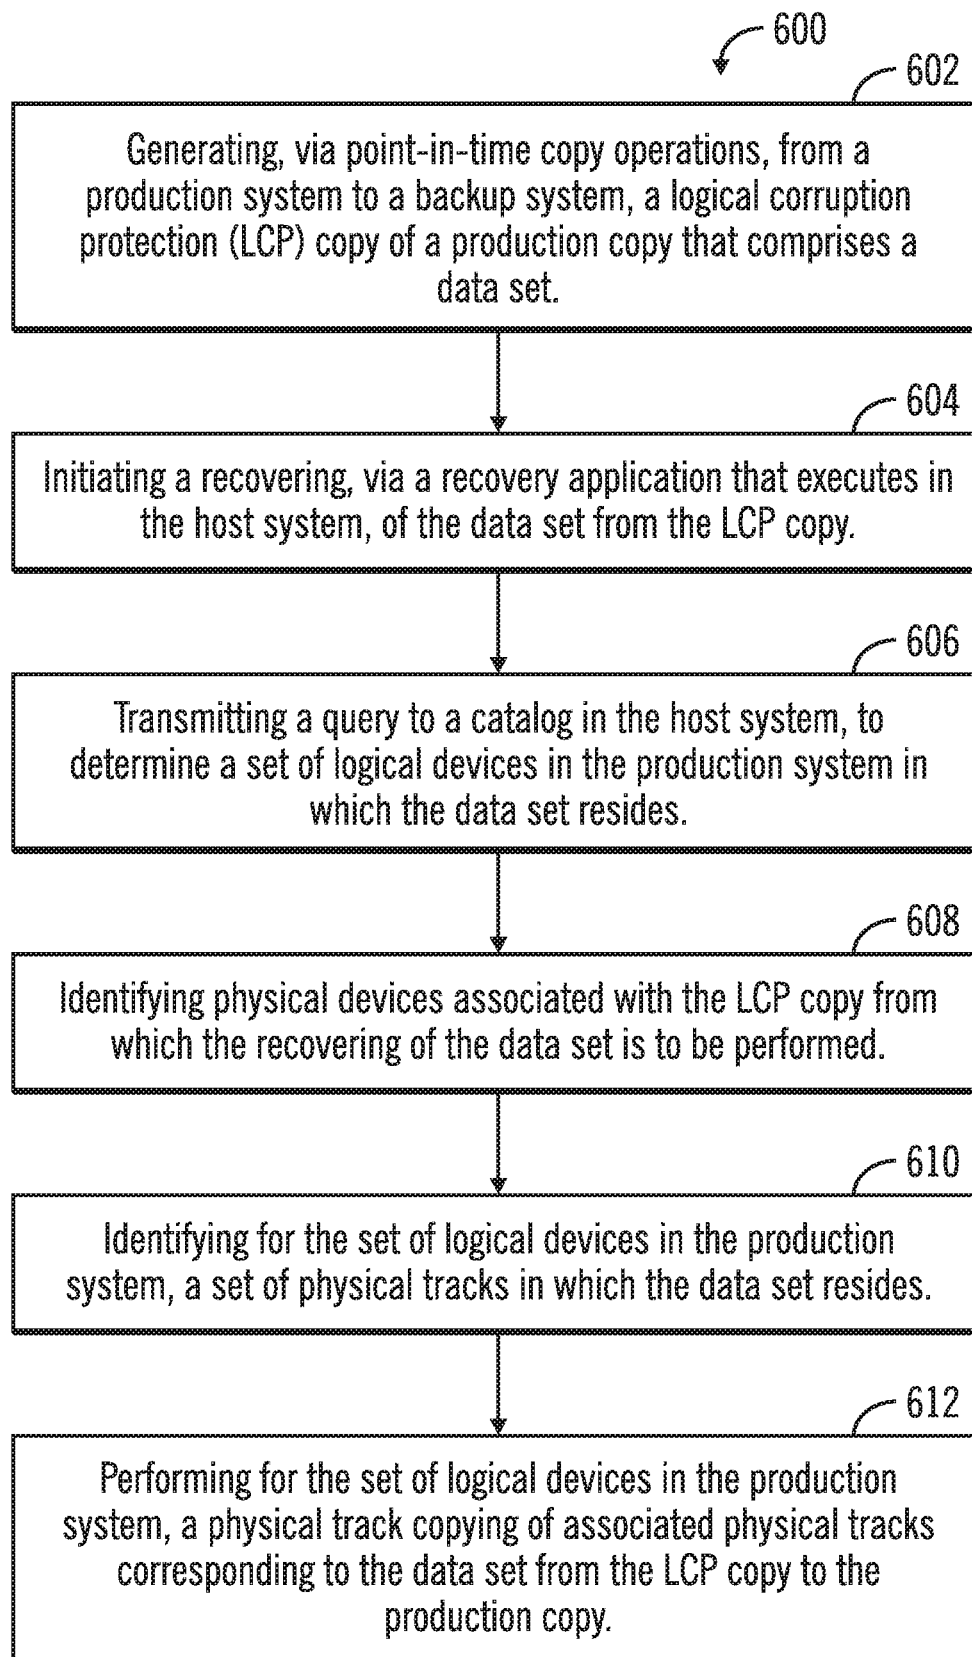 600
602
Generating, via point-in-time copy operations, from a
production system to a backup system, a logical corruption
protection (LCP) copy of a production copy that comprises a
data set.
604
Initiating a recovering, via a recovery application that executes in
the host system, of the data set from the LCP copy.
606
Transmitting a query to a catalog in the host system, to
determine a set of logical devices in the production system in
which the data set resides.
608
Identifying physical devices associated with the LCP copy from
which the recovering of the data set is to be performed.
610
Identifying for the set of logical devices in the production
system, a set of physical tracks in which the data set resides.
612
Performing for the set of logical devices in the production
system, a physical track copying of associated physical tracks
corresponding to the data set from the LCP copy to the
production copy.